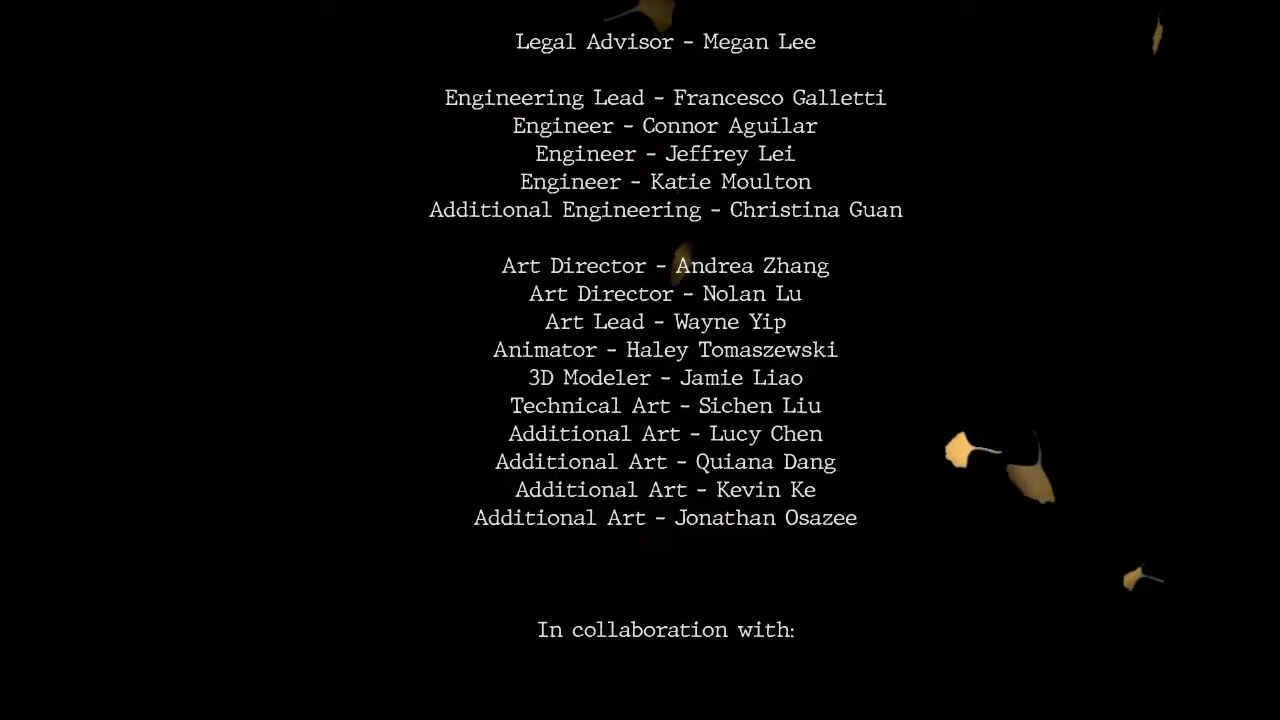 Legal Advisor - Megan Lee
Engineering Lead - Francesco Galletti
Engineer - Connor Aguilar
Engineer - Jeffrey Lei
Engineer - Katie Moulton
Additional Engineering - Christina Guan
Art Director - Andrea Zhang
Art Director - Nolan Lu
Art Lead - Wayne Yip
Animator - Haley Tomaszewski
3D Modeler - Jamie Liao
Technical Art - Sichen Liu
Additional Art - Lucy Chen
Additional Art - Quiana Dang
Additional Art - Kevin Ke
Additional Art - Jonathan Osazee
In collaboration with: